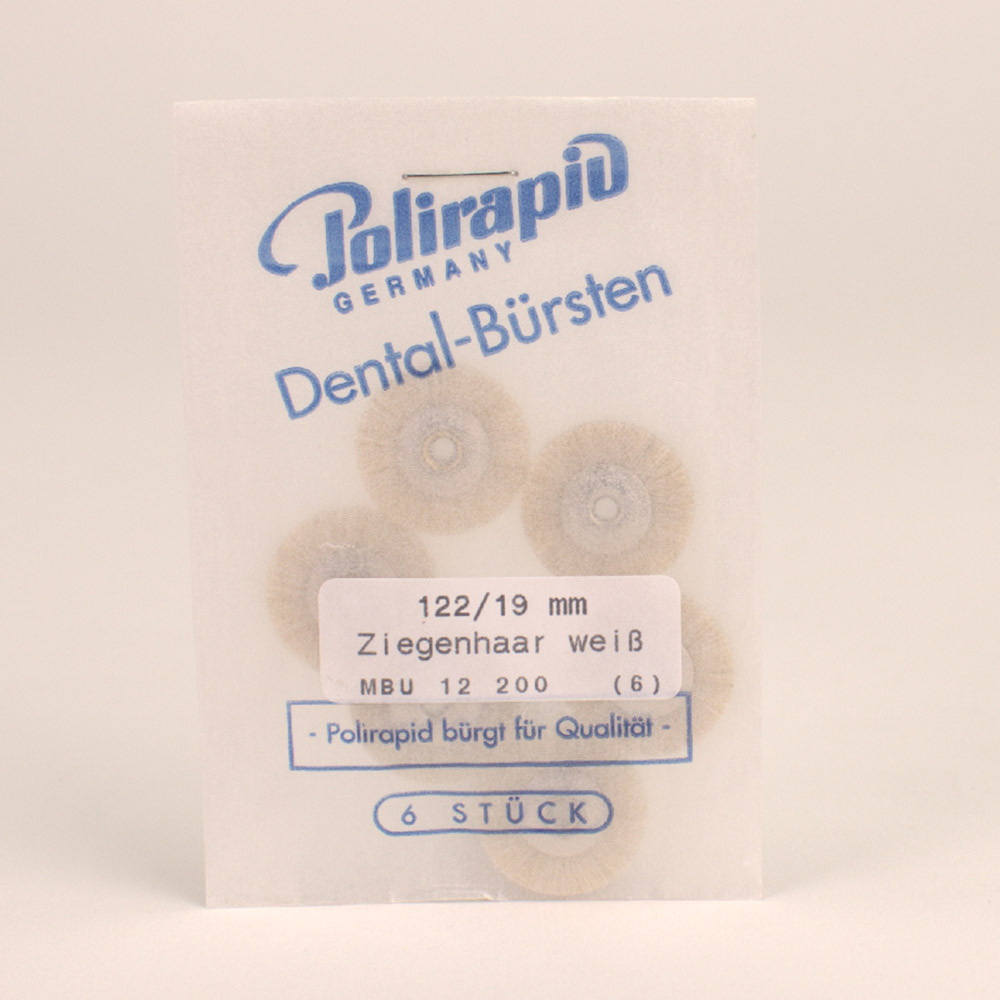 Polirapid
GERMANY
Dental-Bürsten
122/19 mm
Ziegenhaar weiß
MBU 12 200 (6)
- Polirapid bürgt für Qualität -
6 STÜCK